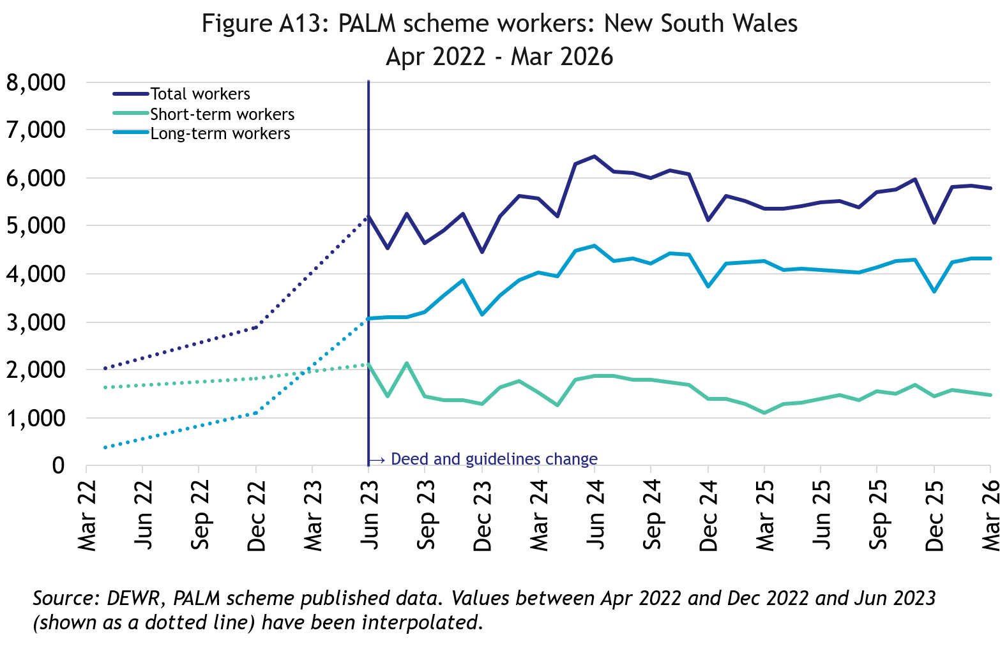 Figure A13: PALM scheme workers: New South Wales
Apr 2022 - Mar 2026
8,000
7,000
6,000
5,000
4,000
3,000
2,000
1,000
0
Total workers
Short-term workers
Long-term workers
→ Deed and guidelines change
Mar 22
Jun 22
Sep 22
Dec 22
Mar 23
Jun 23
Sep 23
Dec 23
Mar 24
Jun 24
Sep 24
Dec 24
Mar 25
Jun 25
Sep 25
Dec 25
Mar 26
Source: DEWR, PALM scheme published data. Values between Apr 2022 and Dec 2022 and Jun 2023
(shown as a dotted line) have been interpolated.